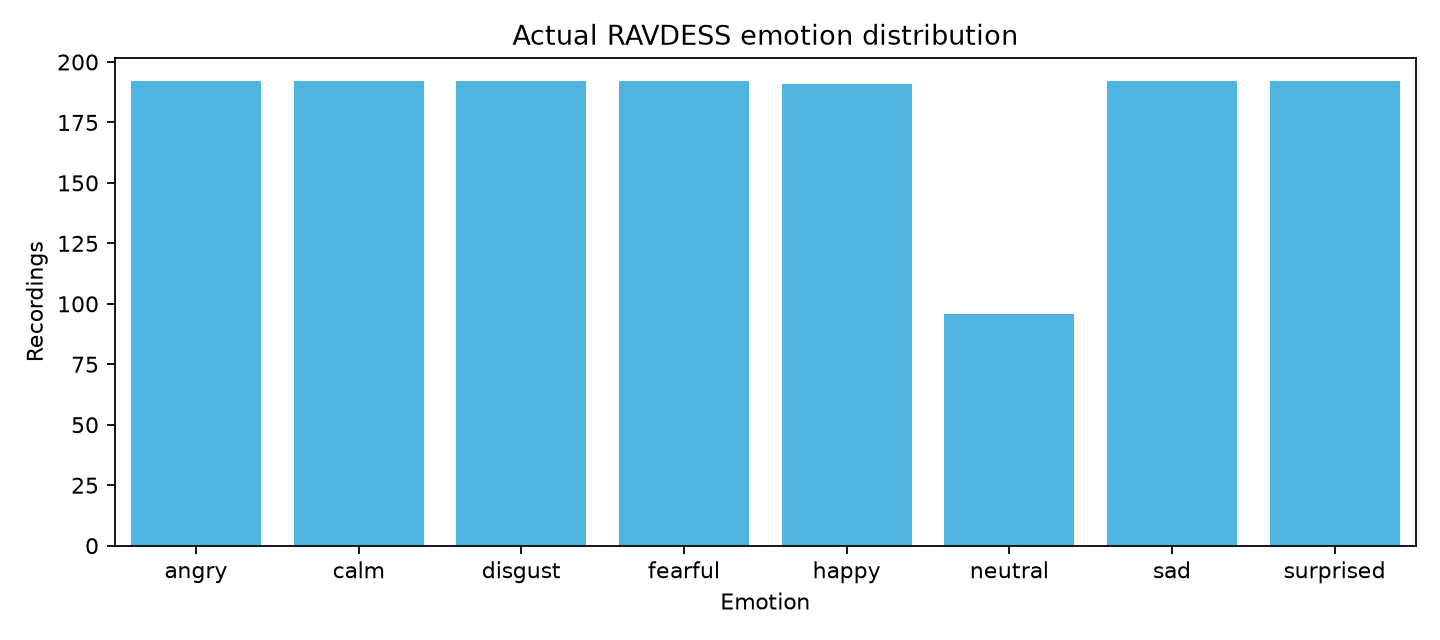 Actual RAVDESS emotion distribution
200
175
150
125
100
75
50
25
0
Recordings
angry calm disgust fearful happy neutral sad surprised
Emotion